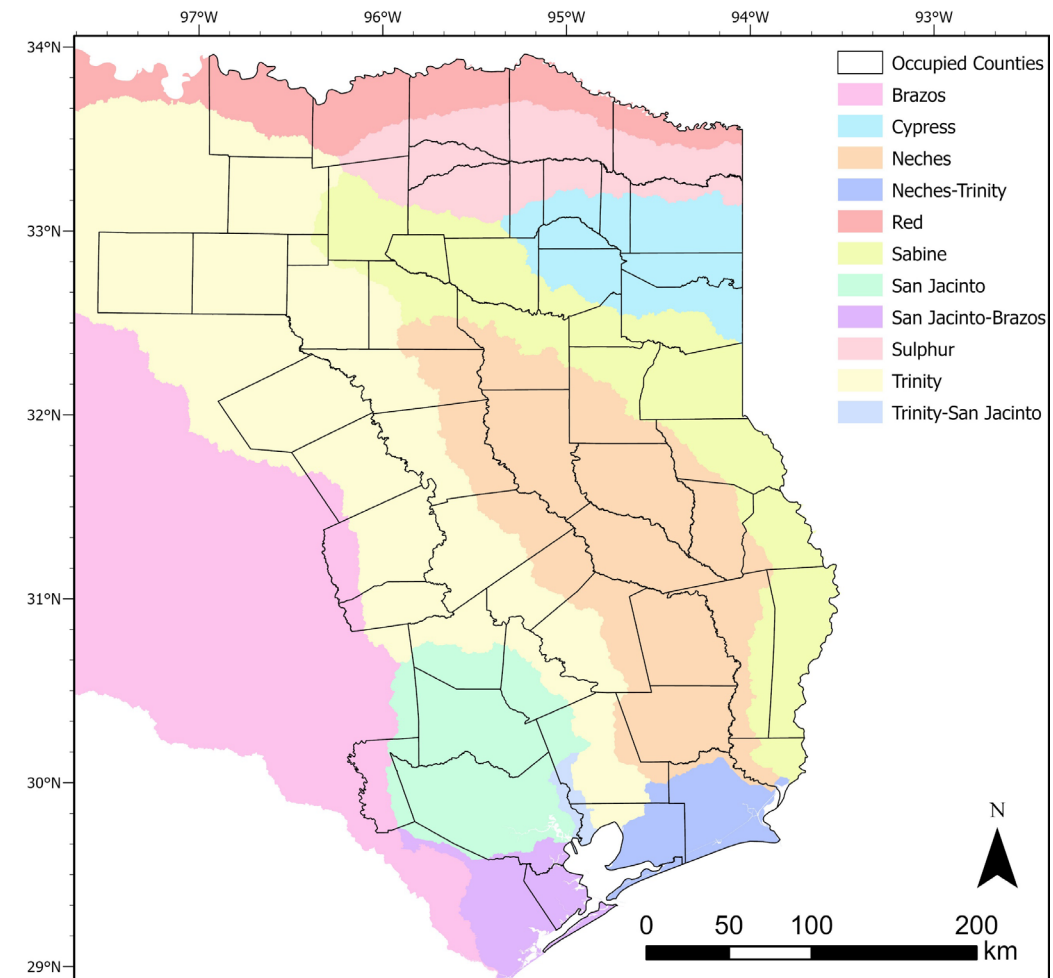 97°W 96°W 95°W 94°W 93°W
34°N
33°N
32°N
31°N
30°N
29°N
Occupied Counties
Brazos
Cypress
Neches
Neches-Trinity
Red
Sabine
San Jacinto
San Jacinto-Brazos
Sulphur
Trinity
Trinity-San Jacinto
N
0 50 100 200
km